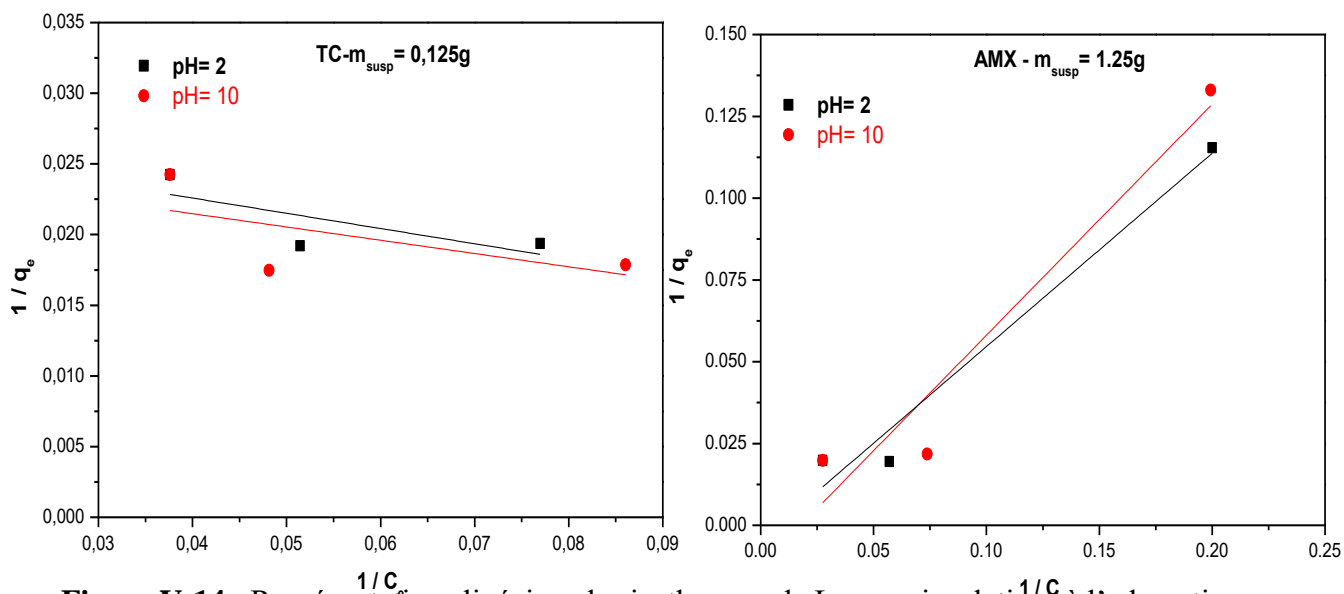 TC-m_susp = 0,125g
pH= 2
pH= 10
0,035
0,030
0,025
0,020
0,015
0,010
0,005
0,000
1 / q_e
0,03
0,04
0,05
0,06
0,07
0,08
0,09
1 / C
AMX - m_susp = 1.25g
pH= 2
pH= 10
0.150
0.125
0.100
0.075
0.050
0.025
0.000
1 / q_e
0.00
0.05
0.10
0.15
0.20
0.25
1 / C